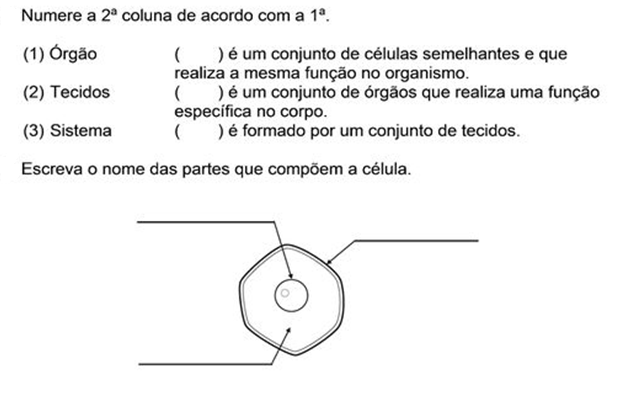 Numere a 2ª coluna de acordo com a 1ª.
(1) Órgão ( ) é um conjunto de células semelhantes e que
realiza a mesma função no organismo.
(2) Tecidos ( ) é um conjunto de órgãos que realiza uma função
específica no corpo.
(3) Sistema ( ) é formado por um conjunto de tecidos.
Escreva o nome das partes que compõem a célula.